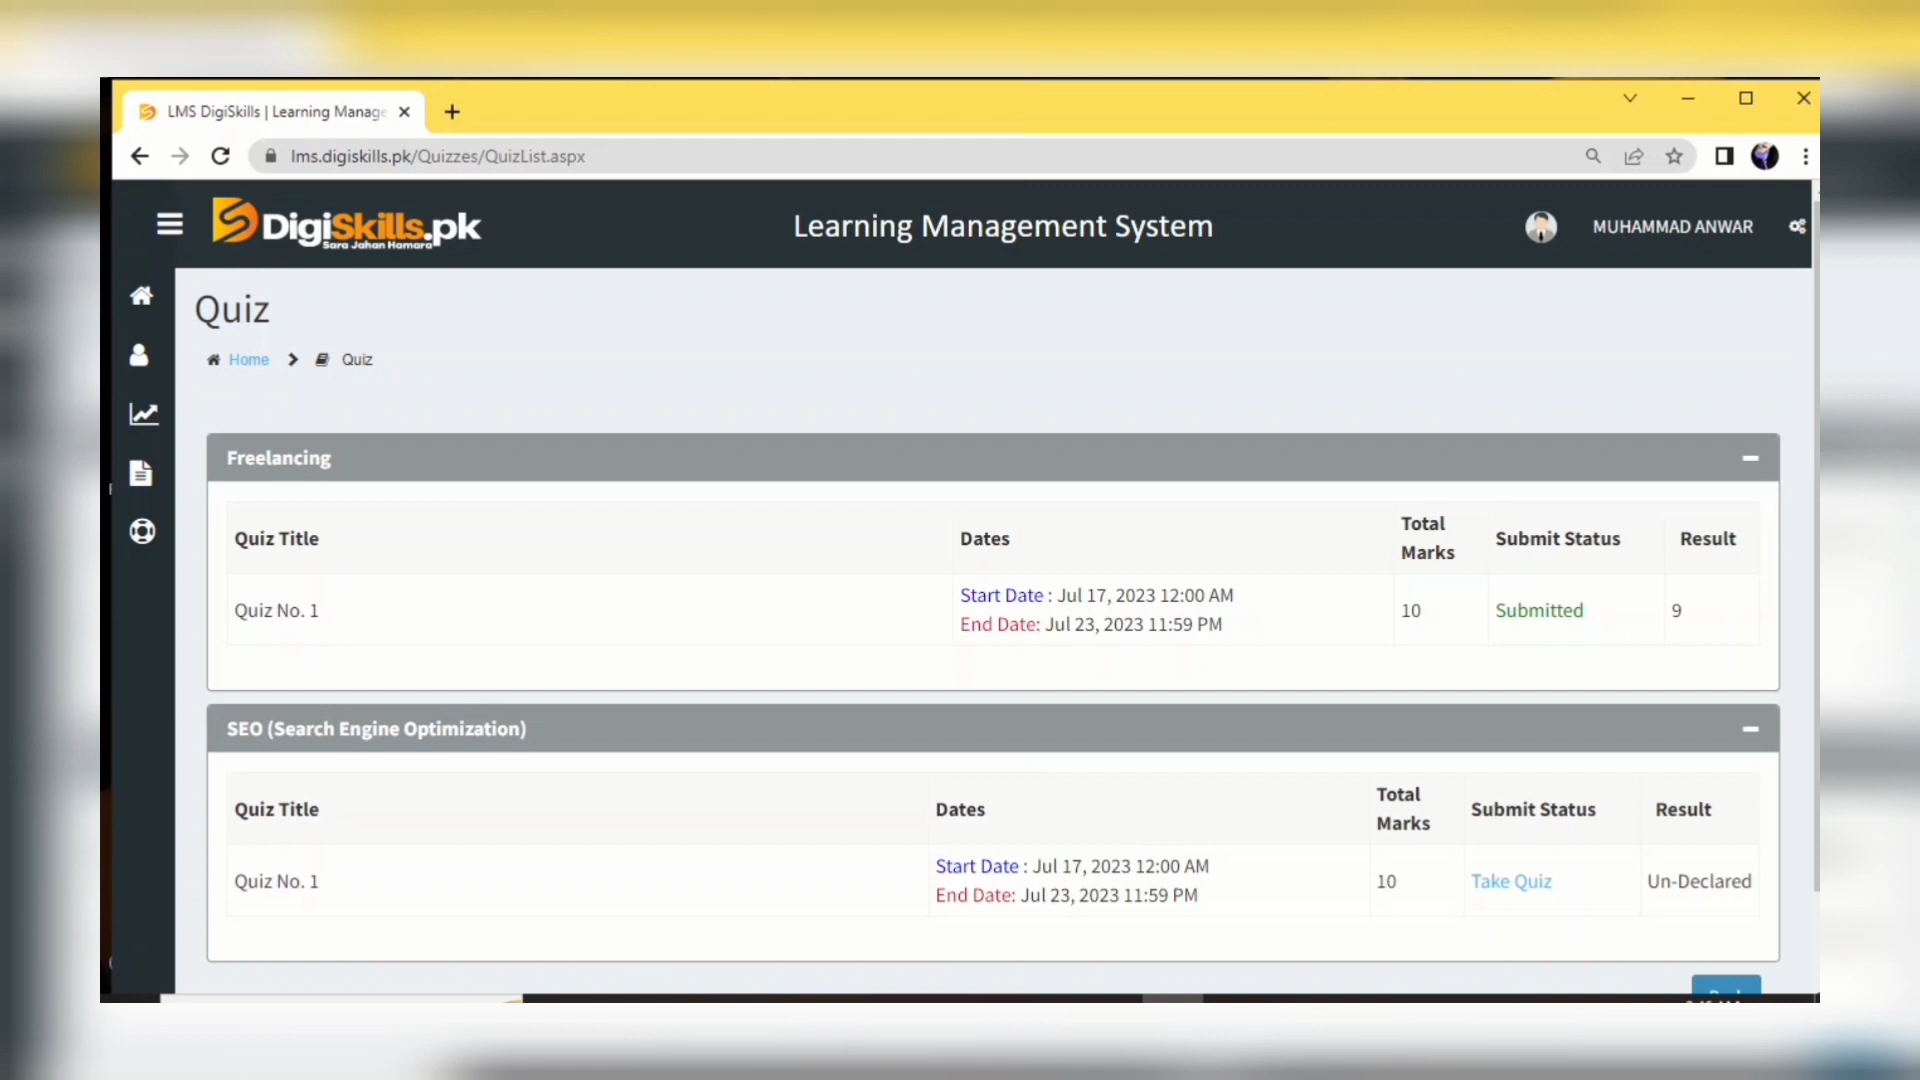 LMS DigiSkills | Learning Manage
lms.digiskills.pk/Quizzes/QuizList.aspx
DigiSkills.pk
Sara Jahan Hamara
Learning Management System
MUHAMMAD ANWAR
Quiz
Home Quiz
Freelancing
Quiz Title Dates Total Marks Submit Status Result
Quiz No. 1 Start Date : Jul 17, 2023 12:00 AM 10 Submitted 9
End Date: Jul 23, 2023 11:59 PM
SEO (Search Engine Optimization)
Quiz Title Dates Total Marks Submit Status Result
Quiz No. 1 Start Date : Jul 17, 2023 12:00 AM 10 Take Quiz Un-Declared
End Date: Jul 23, 2023 11:59 PM